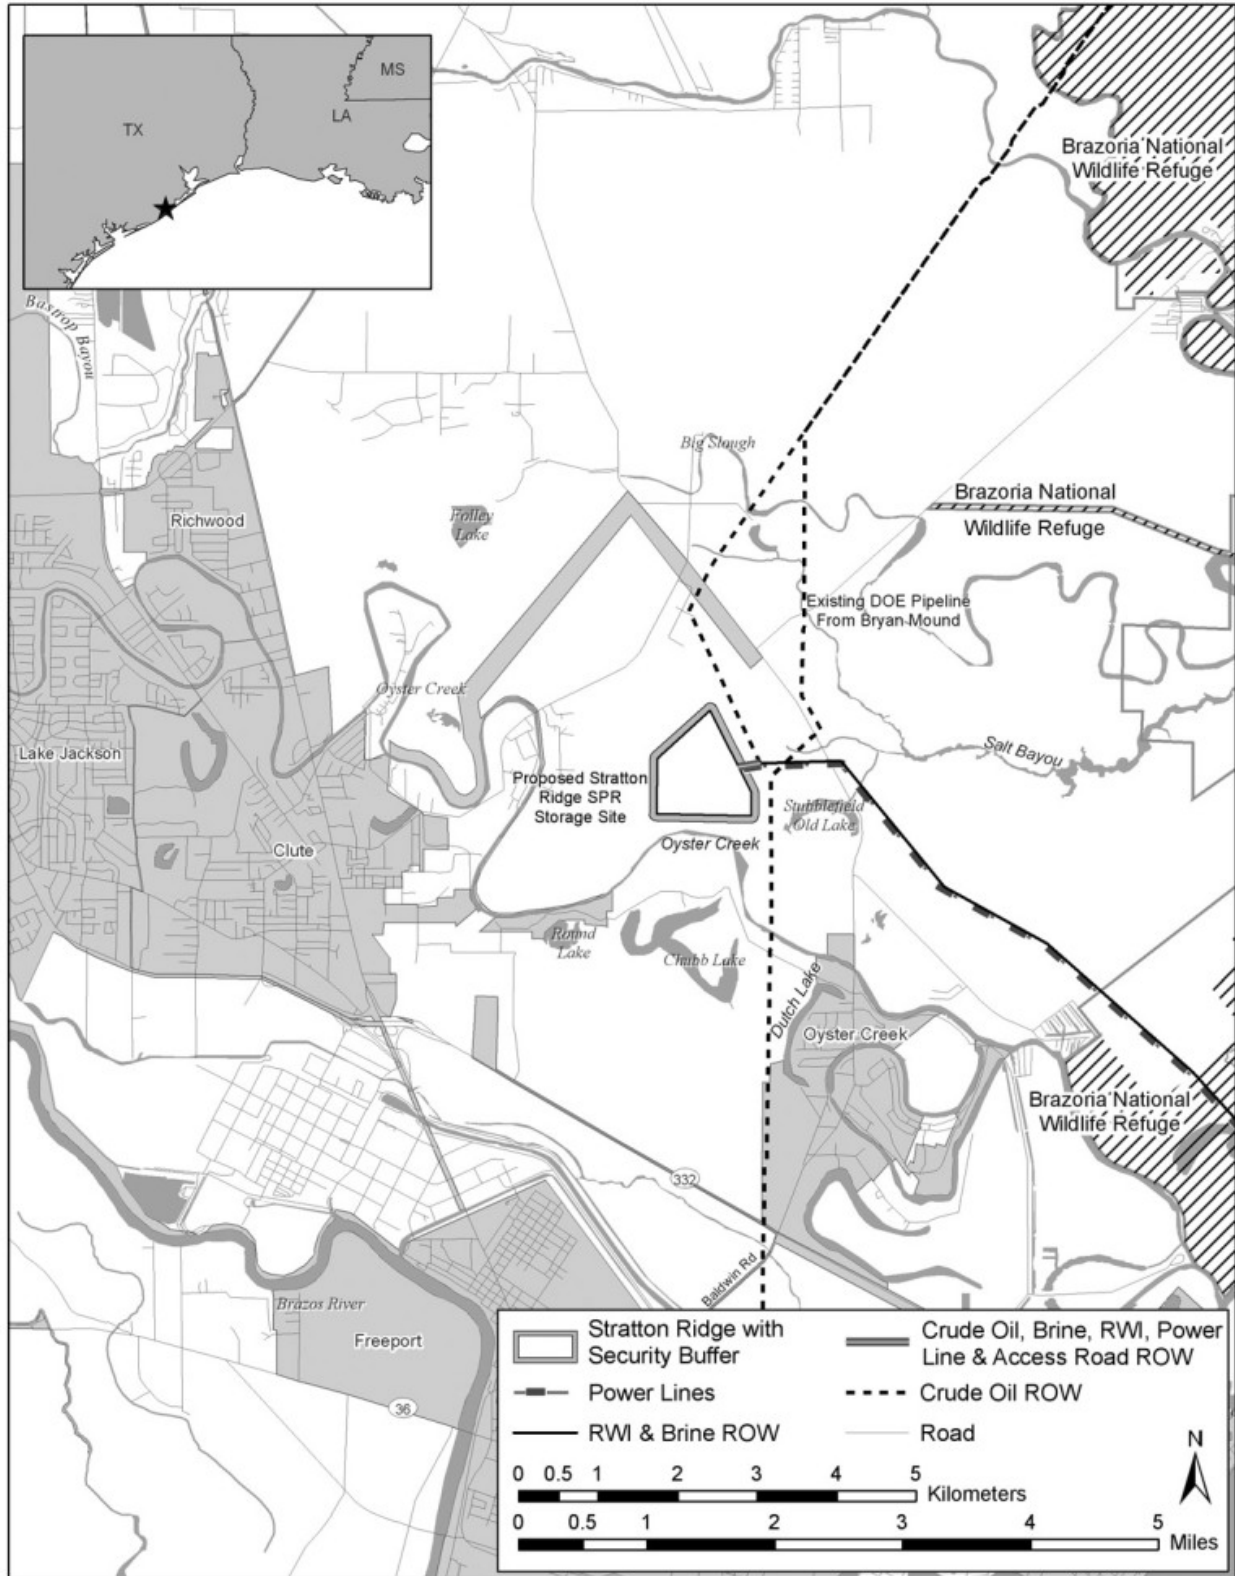 MS
TX
LA
Brazoria National
Wildlife Refuge
Bastrop Bayou
Big Slough
Richwood
Folley
Lake
Brazoria National
Wildlife Refuge
Existing DOE Pipeline
From Bryan Mound
Oyster Creek
Lake Jackson
Salt Bayou
Proposed Stratton
Ridge SPR
Storage Site
Stubblefield
Old Lake
Clute
Oyster Creek
Round
Lake
Chubb Lake
Dutch Lake
Oyster Creek
Brazoria National
Wildlife Refuge
332
Baldwin Rd
Brazos River
Freeport
36
Stratton Ridge with
Security Buffer
Crude Oil, Brine, RWI, Power
Line & Access Road ROW
Power Lines
Crude Oil ROW
RWI & Brine ROW
Road
N
0 0.5 1 2 3 4 5
Kilometers
0 0.5 1 2 3 4 5
Miles